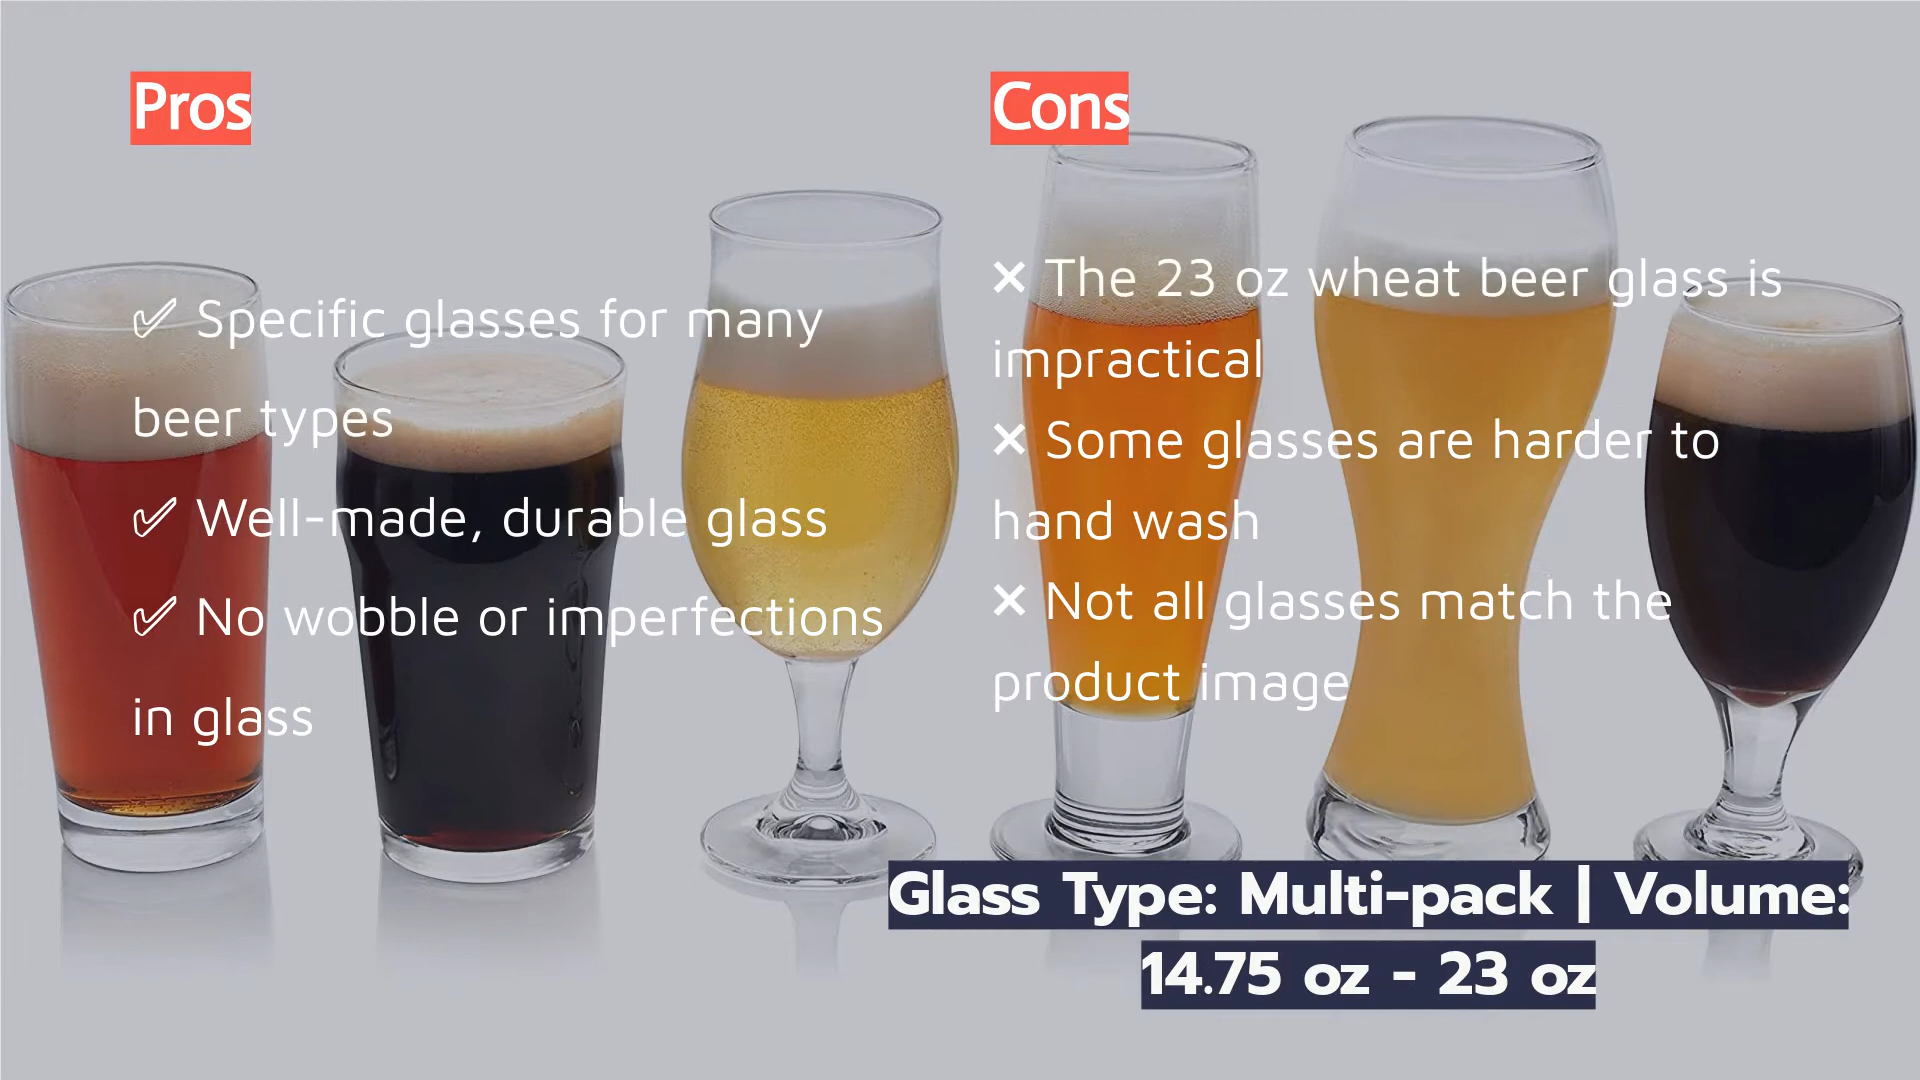 Pros
✓ Specific glasses for many
beer types
✓ Well-made, durable glass
✓ No wobble or imperfections
in glass
Cons
× The 23 oz wheat beer glass is
impractical
× Some glasses are harder to
hand wash
× Not all glasses match the
product image
Glass Type: Multi-pack | Volume:
14.75 oz - 23 oz